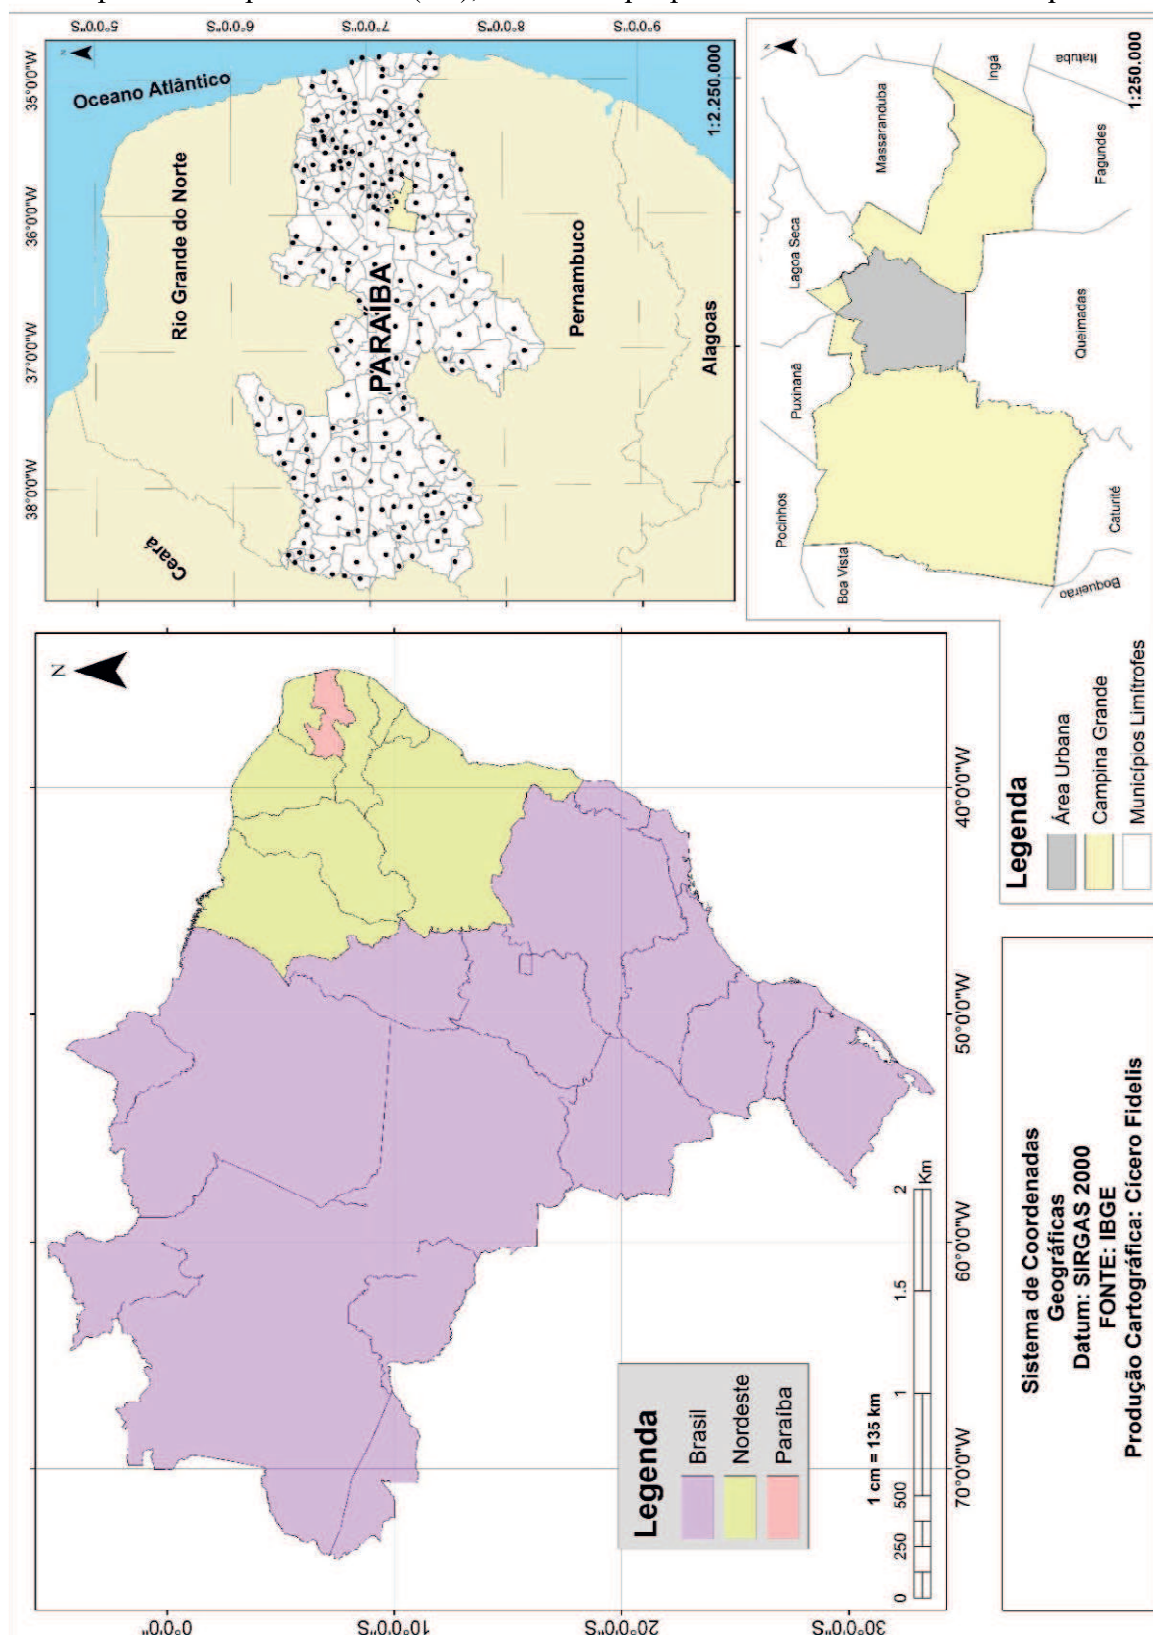 0°0'0"
10°0'0"S
20°0'0"S
30°0'0"S
N
70°0'0"W
60°0'0"W
50°0'0"W
40°0'0"W
Legenda
Brasil
Nordeste
Paraíba
1 cm = 135 km
0 250 500 1 1.5 2
Km
38°0'0"W
37°0'0"W
36°0'0"W
35°0'0"W
5°0'0"S
6°0'0"S
7°0'0"S
8°0'0"S
9°0'0"S
N
Oceano Atlântico
Ceará
Rio Grande do Norte
PARAÍBA
Pernambuco
Alagoas
1:2.250.000
N
Pocinhos
Puxinanã
Lagoa Seca
Massaranduba
Boa Vista
Ingá
Itatuba
Boqueirão
Caturité
Queimadas
Fagundes
1:250.000
Legenda
Área Urbana
Campina Grande
Municípios Limítrofes
Sistema de Coordenadas
Geográficas
Datum: SIRGAS 2000
FONTE: IBGE
Produção Cartográfica: Cícero Fidelis